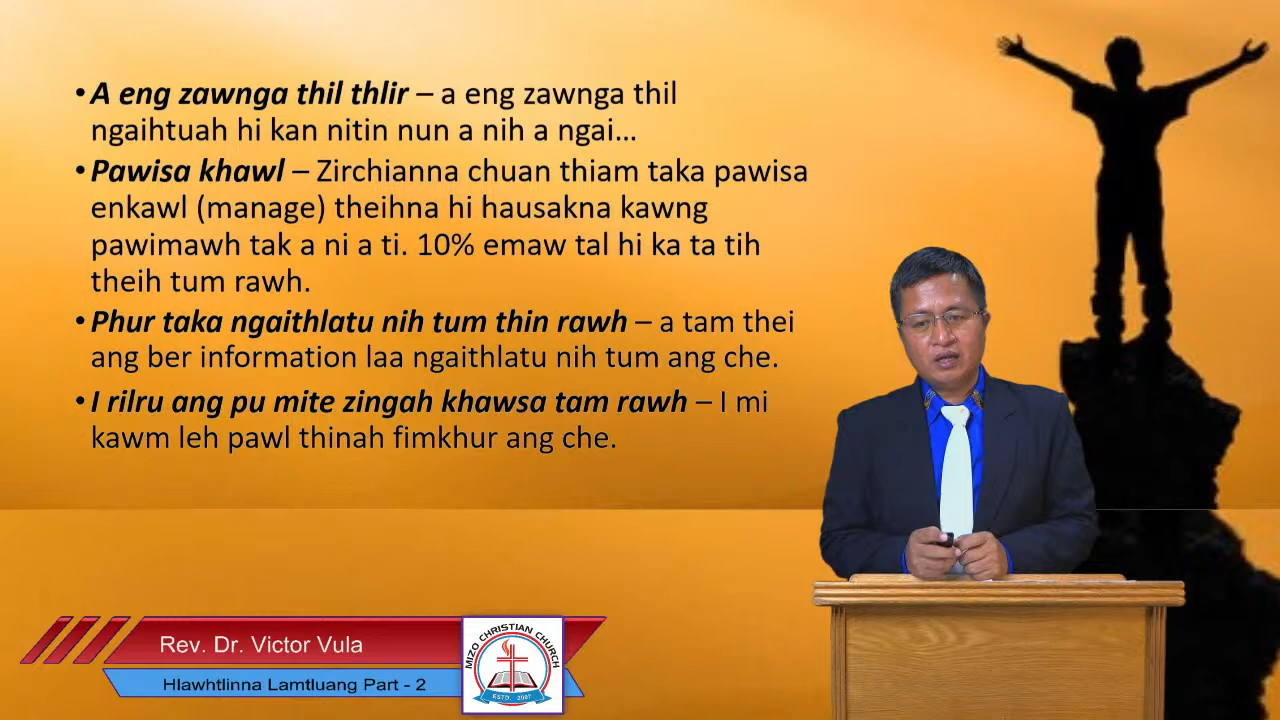 • A eng zawnga thil thlir – a eng zawnga thil
ngaihtuah hi kan nitin nun a nih a ngai...
• Pawisa khawl – Zirchianna chuan thiam taka pawisa
enkawl (manage) theihna hi hausakna kawng
pawimawh tak a ni a ti. 10% emaw tal hi ka ta tih
theih tum rawh.
• Phur taka ngaithlatu nih tum thin rawh – a tam thei
ang ber information laa ngaithlatu nih tum ang che.
• I rilru ang pu mite zingah khawsa tam rawh – I mi
kawm leh pawl thinah fimkhur ang che.
Rev. Dr. Victor Vula
Hlawhtlinna Lamtluang Part - 2
MIZO CHRISTIAN CHURCH
ESTD. - 2007